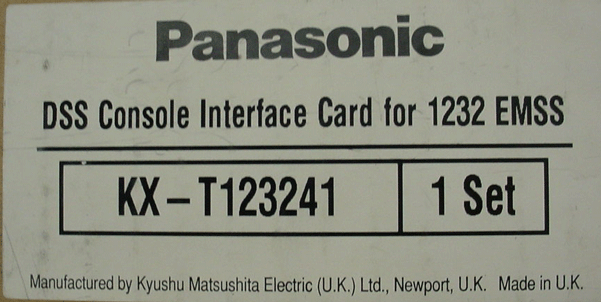 Panasonic
DSS Console Interface Card for 1232 EMSS
KX-T123241 1 Set
Manufactured by Kyushu Matsushita Electric (U.K.) Ltd., Newport, U.K. Made in U.K.